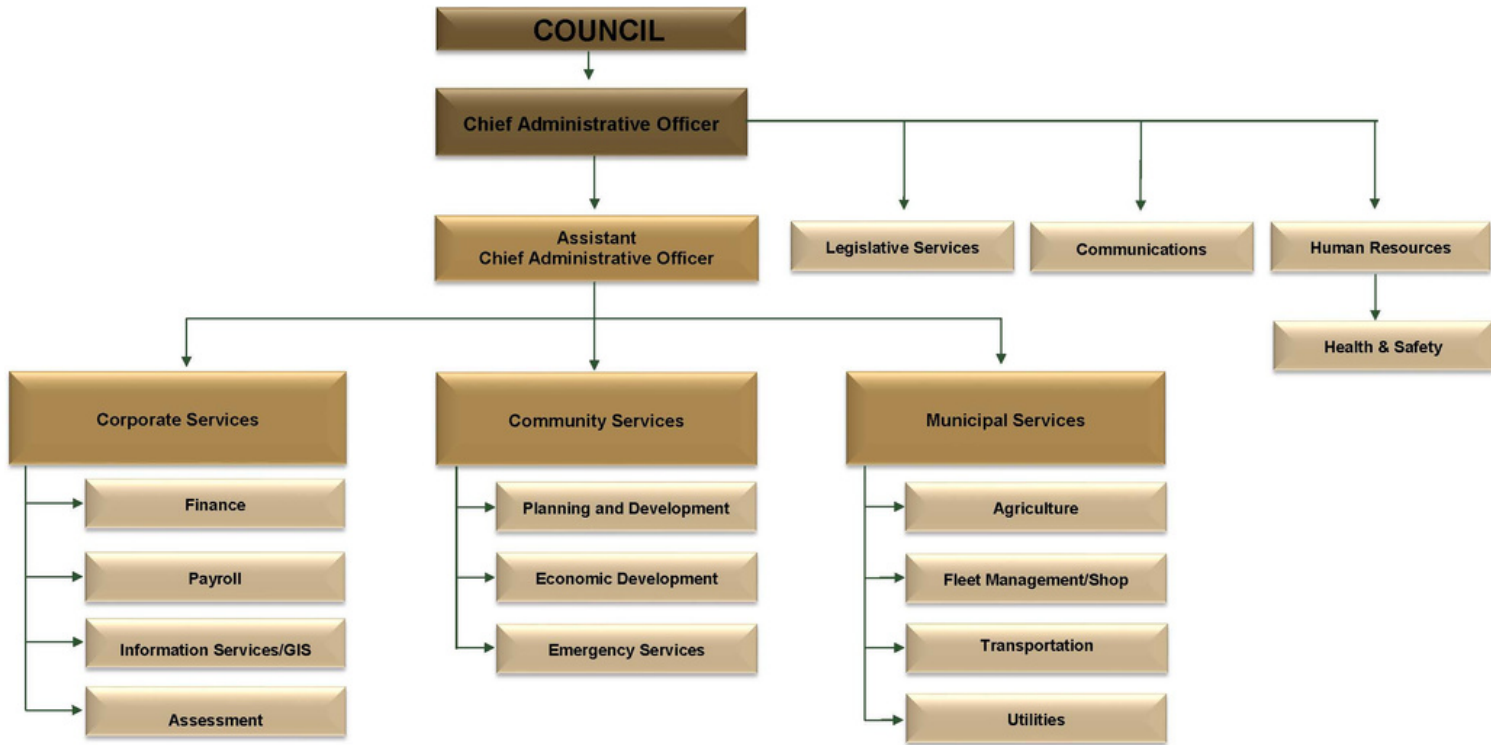 COUNCIL
Chief Administrative Officer
Assistant
Chief Administrative Officer
Legislative Services
Communications
Human Resources
Health & Safety
Corporate Services
Finance
Payroll
Information Services/GIS
Assessment
Community Services
Planning and Development
Economic Development
Emergency Services
Municipal Services
Agriculture
Fleet Management/Shop
Transportation
Utilities